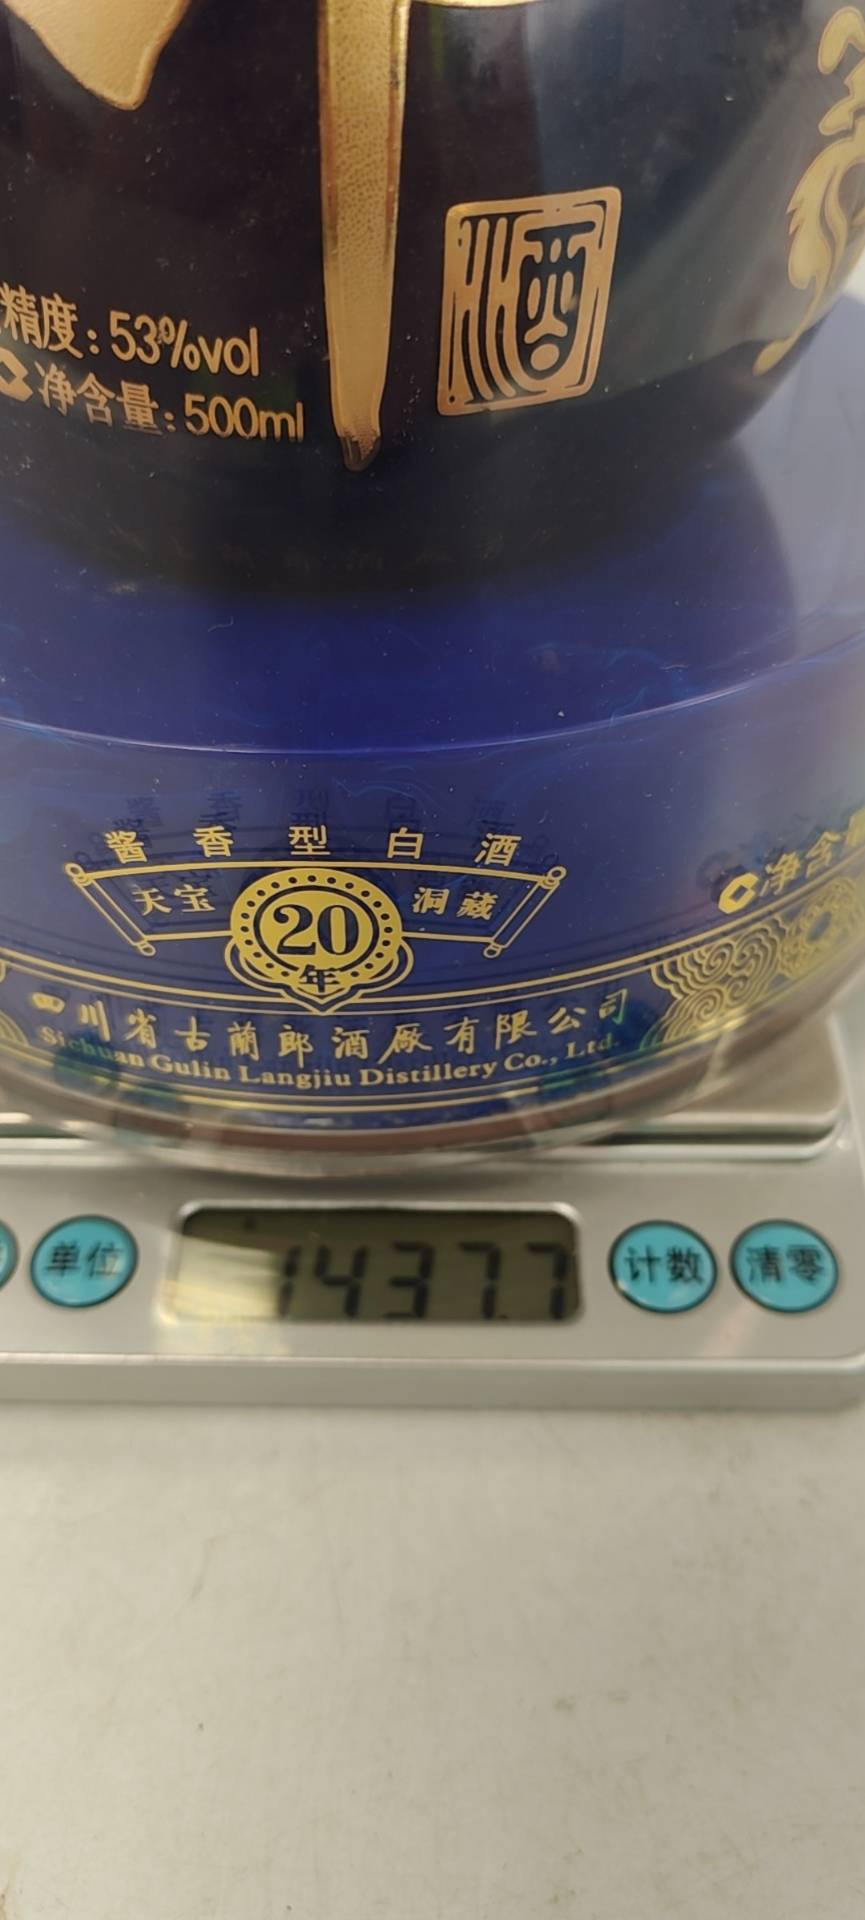 精度:53%vol
净含量:500ml
酒
酱香型白酒
天宝 洞藏
20
年
净含
四川省古蔺郎酒廠有限公司
Sichuan Gulin Langjiu Distillery Co., Ltd.
单位
1437.7
计数
清零